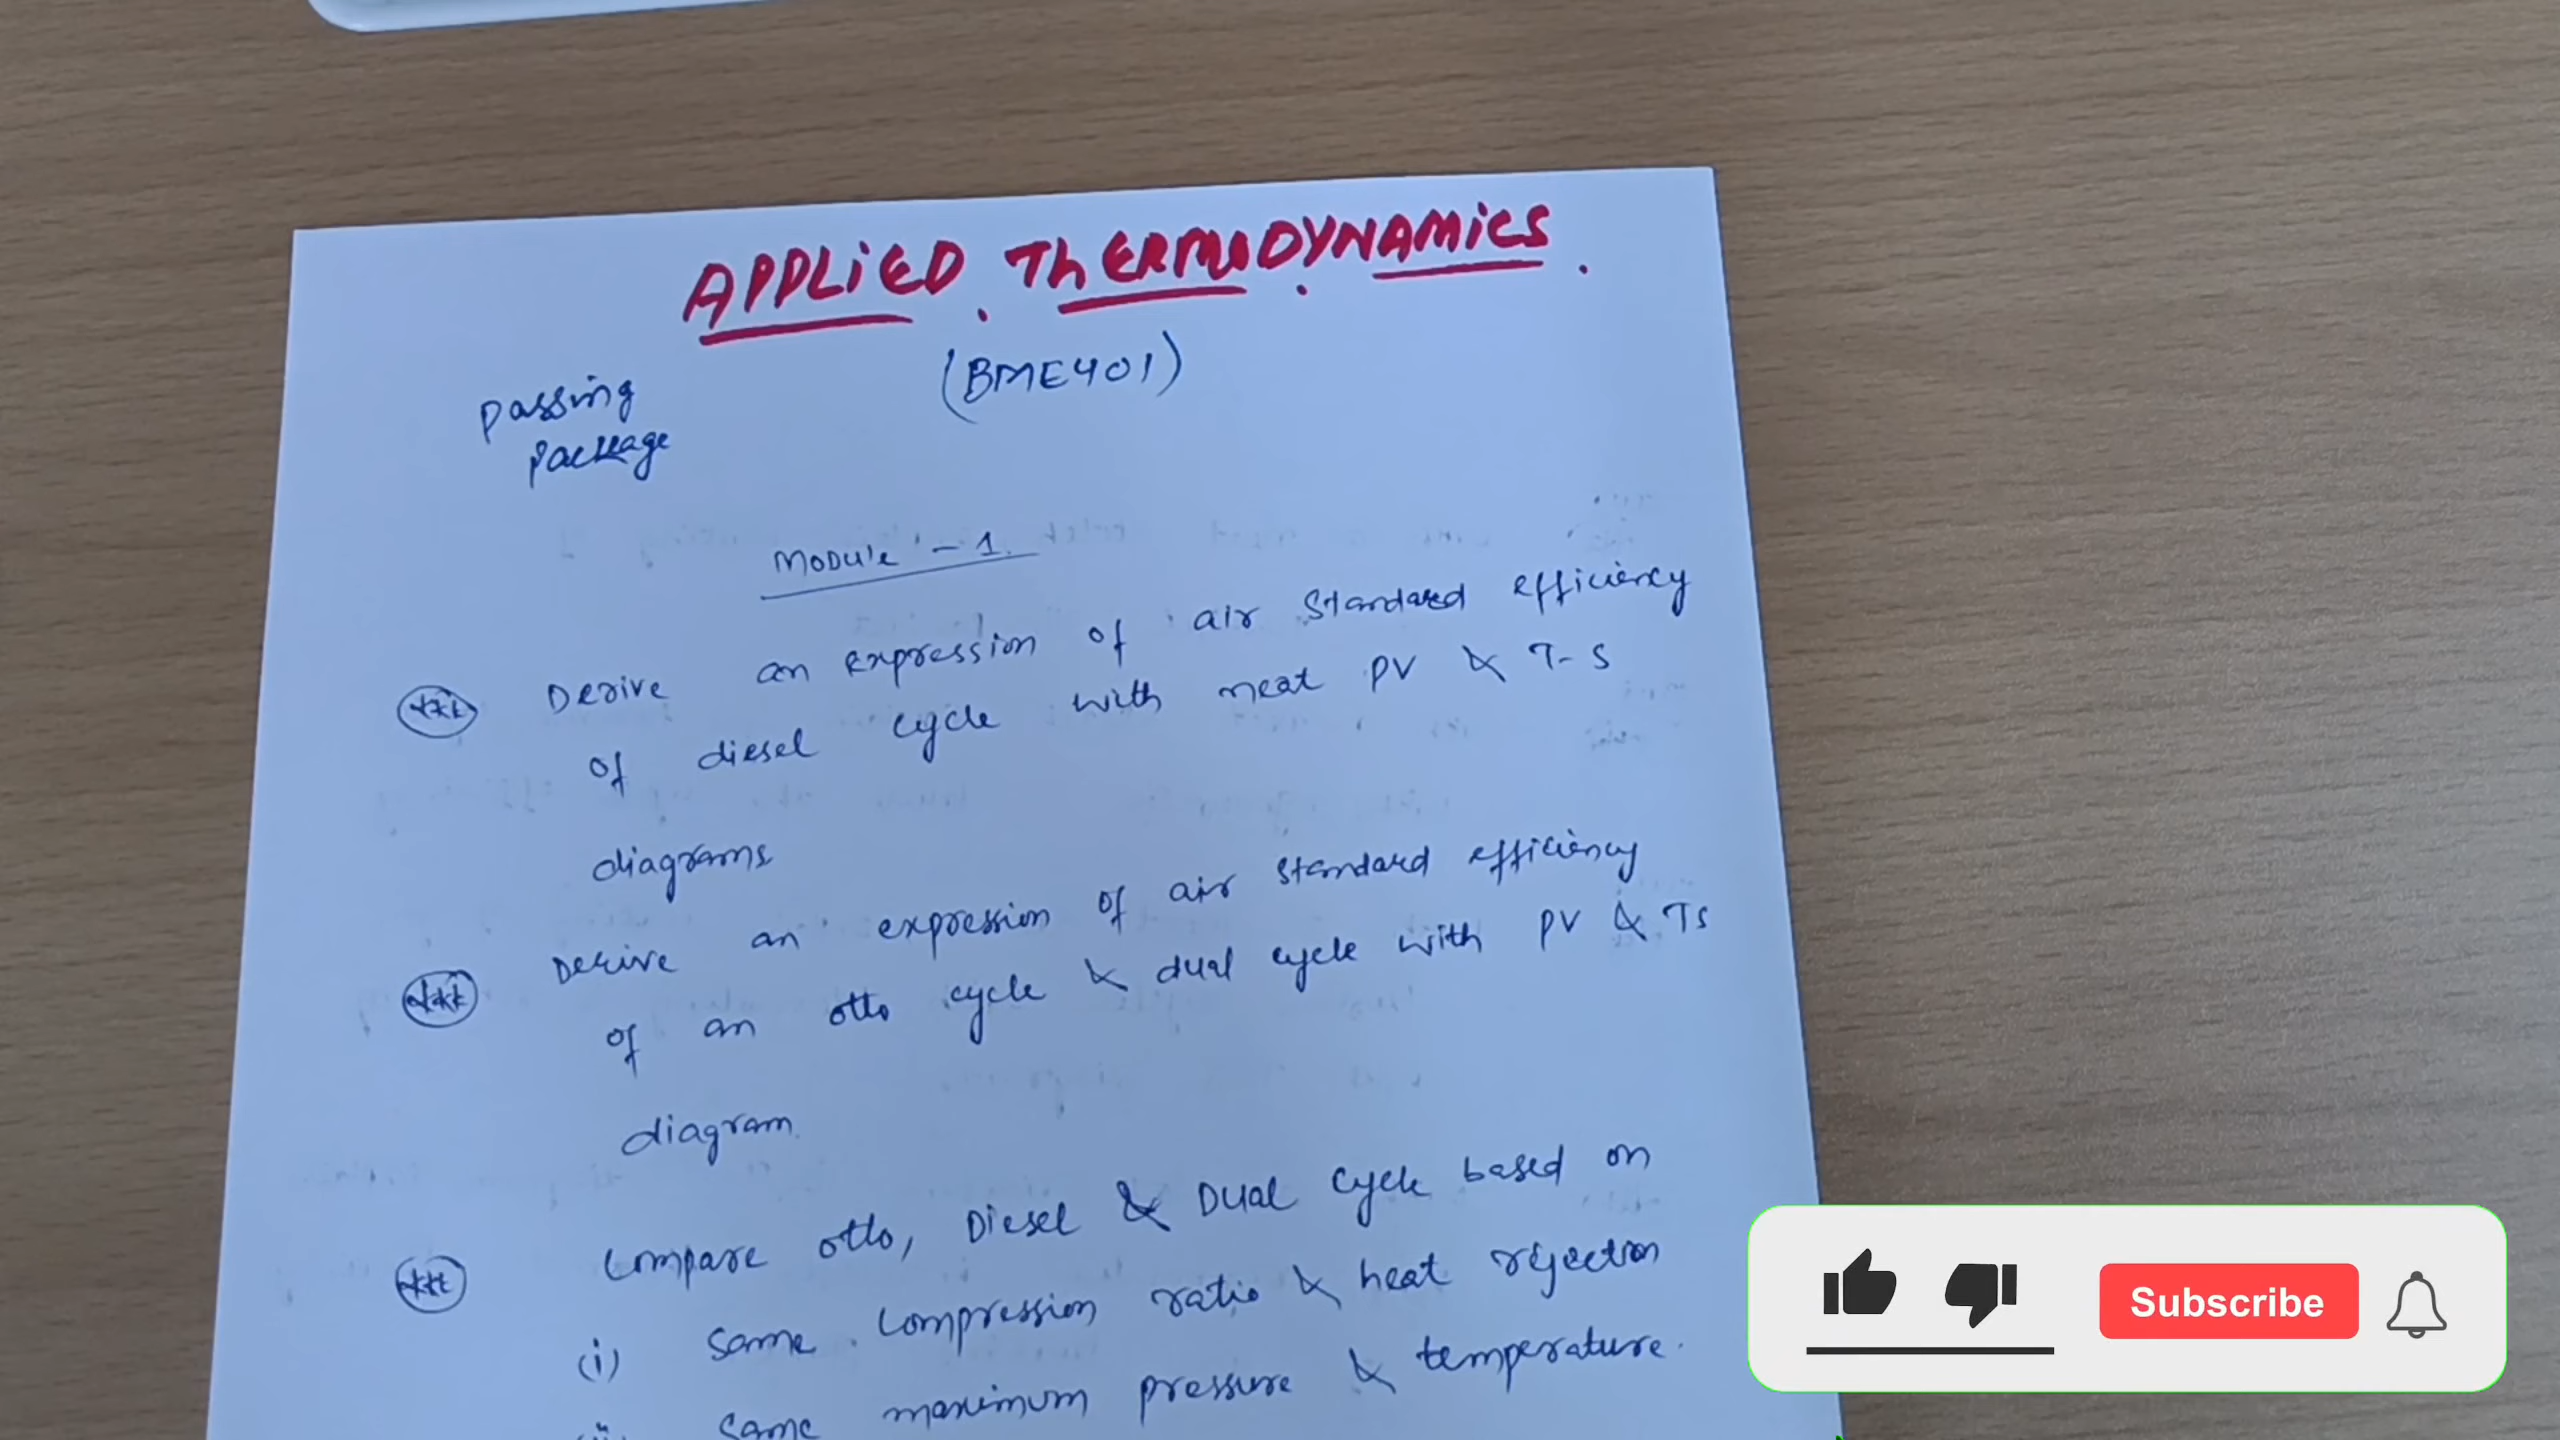 APPLIED THERMODYNAMICS
(BME401)
passing
package
Module - 1
*** Derive an expression of air standard efficiency
of diesel cycle with neat PV & T-S
diagrams
*** Derive an expression of air standard efficiency
of an otto cycle & dual cycle with PV & TS
diagram
*** Compare otto, Diesel & Dual Cycle based on
(i) same compression ratio & heat rejection
same maximum pressure & temperature.
Subscribe